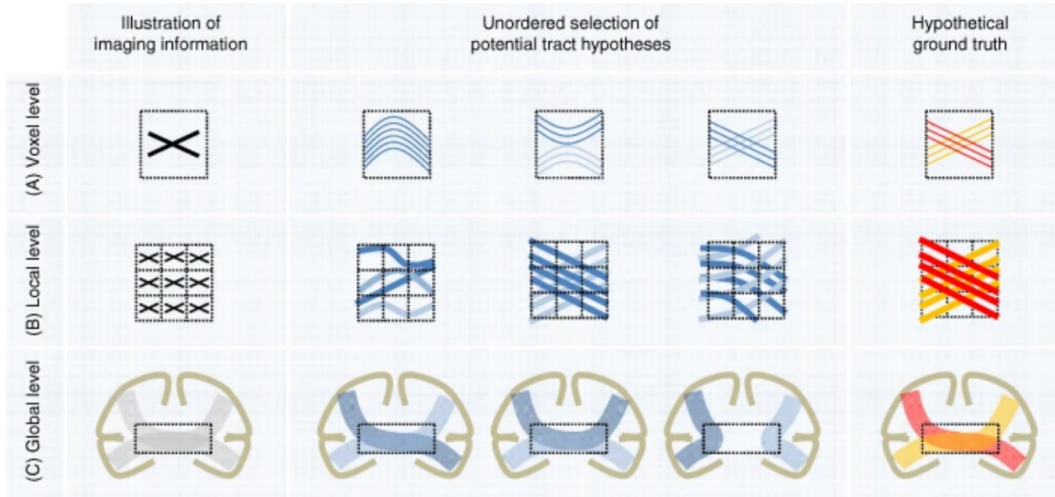 Illustration of
imaging information
Unordered selection of
potential tract hypotheses
Hypothetical
ground truth
(A) Voxel level
(B) Local level
(C) Global level